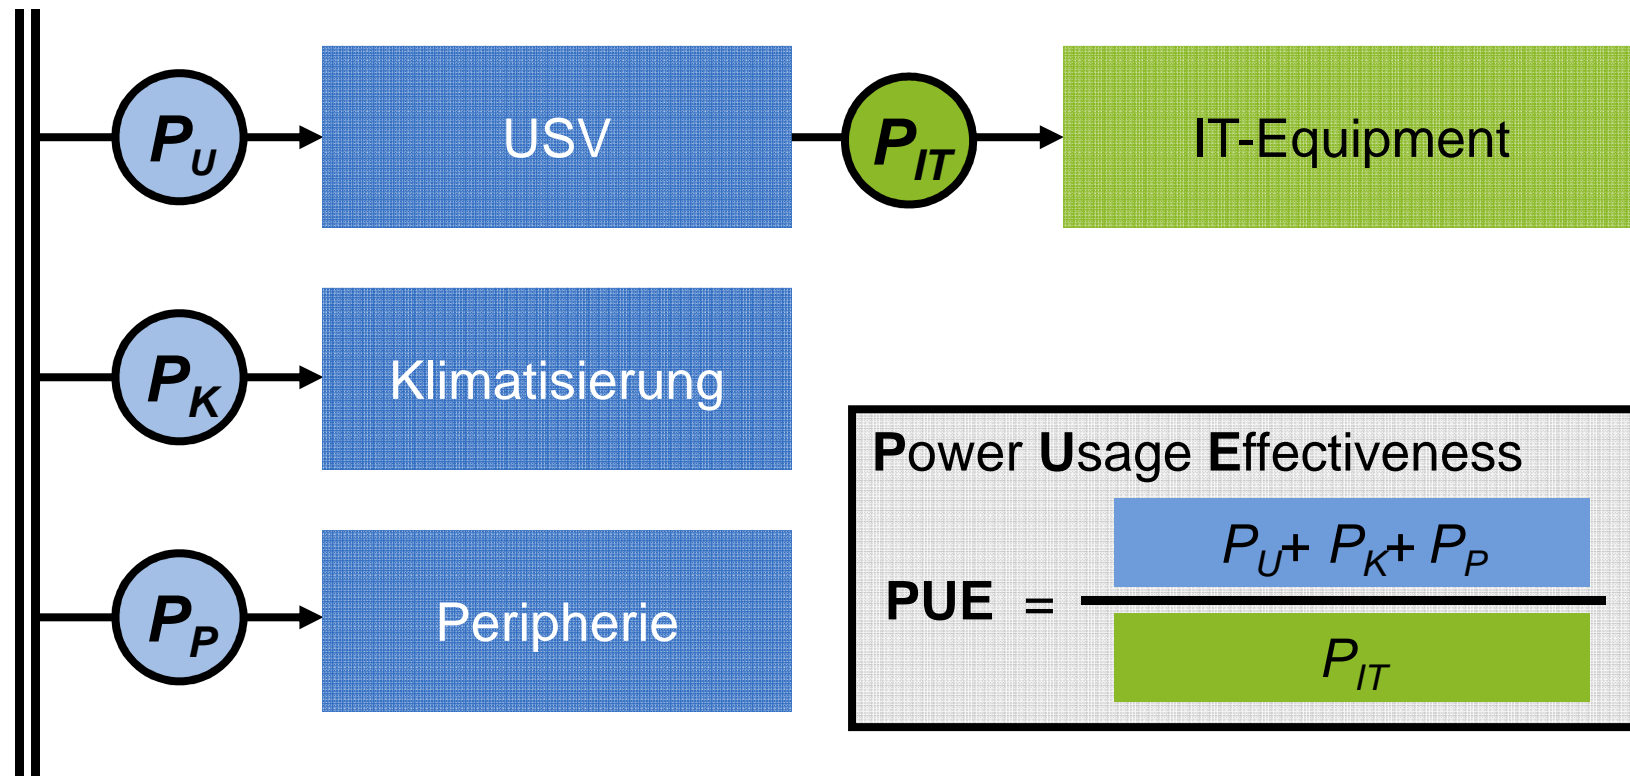 P_U USV P_IT IT-Equipment
P_K Klimatisierung
P_P Peripherie
Power Usage Effectiveness
P_U+ P_K+ P_P
PUE =
P_IT